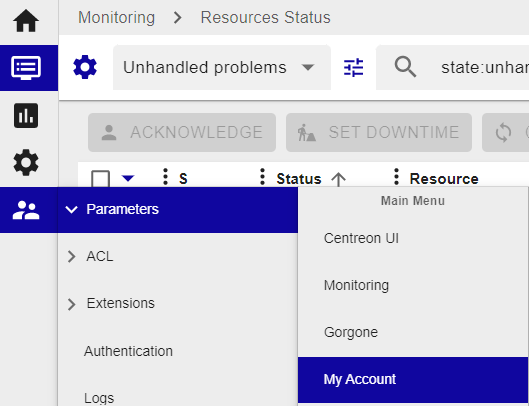 Monitoring > Resources Status
Unhandled problems
state:unhar
ACKNOWLEDGE
SET DOWNTIME
S
Status
Resource
Parameters
Main Menu
ACL
Centreon UI
Monitoring
Extensions
Gorgone
Authentication
My Account
Logs